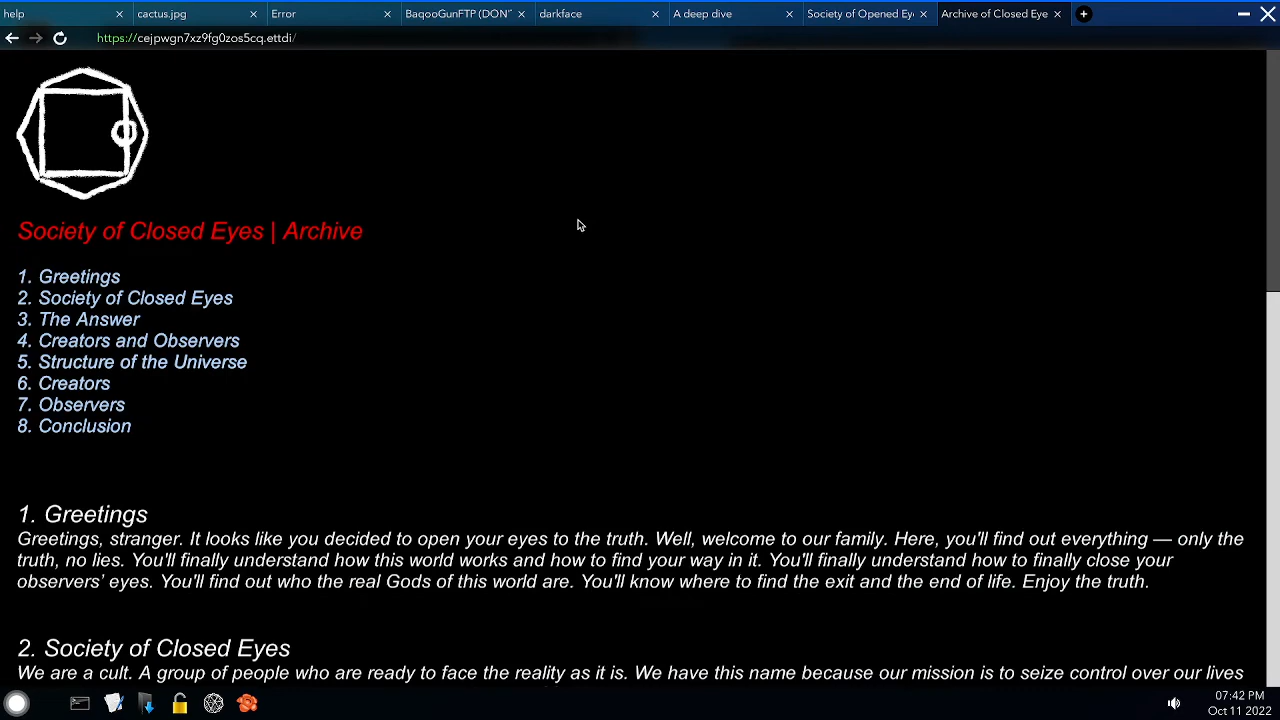 help
cactus.jpg
Error
BaqooGunFTP (DON'
darkface
A deep dive
Society of Opened Ey
Archive of Closed Eye
https://cejpwgn7xz9fg0zos5cq.ettdi/
Society of Closed Eyes | Archive
1. Greetings
2. Society of Closed Eyes
3. The Answer
4. Creators and Observers
5. Structure of the Universe
6. Creators
7. Observers
8. Conclusion
1. Greetings
Greetings, stranger. It looks like you decided to open your eyes to the truth. Well, welcome to our family. Here, you'll find out everything — only the
truth, no lies. You'll finally understand how this world works and how to find your way in it. You'll finally understand how to finally close your
observers' eyes. You'll find out who the real Gods of this world are. You'll know where to find the exit and the end of life. Enjoy the truth.
2. Society of Closed Eyes
We are a cult. A group of people who are ready to face the reality as it is. We have this name because our mission is to seize control over our lives
07:42 PM
Oct 11 2022